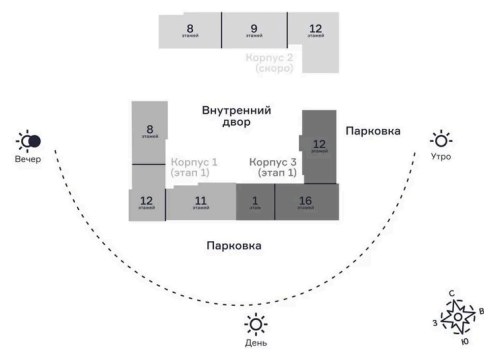 8
этажей
9
этажей
12
этажей
Корпус 2
(скоро)
Внутренний
двор
8
этажей
12
этажей
Парковка
Вечер
Утро
Корпус 1
(этап 1)
Корпус 3
(этап 1)
12
этажей
11
этажей
1
этаж
16
этажей
Парковка
День
С
В
З
Ю